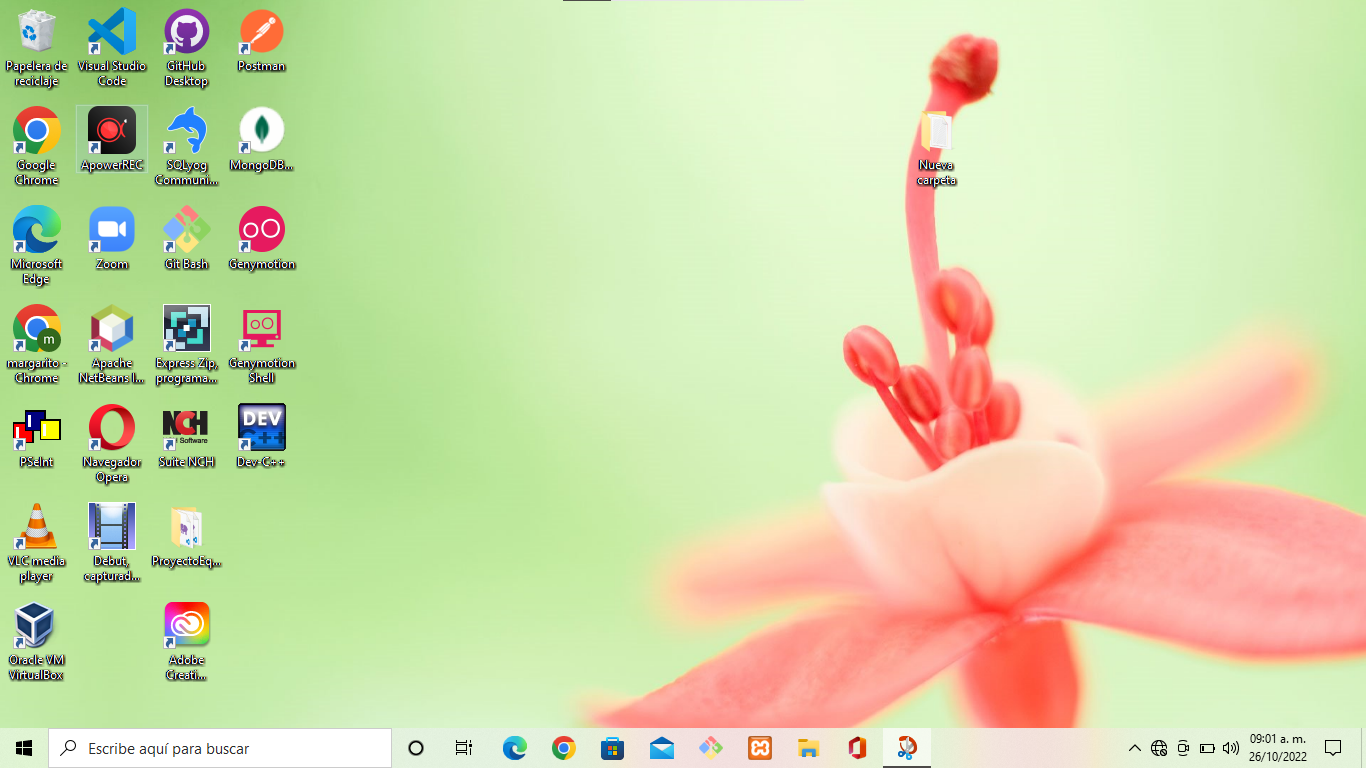 Papelera de
reciclaje
Visual Studio
Code
GitHub
Desktop
Postman
Google
Chrome
ApowerREC
SQLyog
Communi...
MongoDB...
Nueva
carpeta
Microsoft
Edge
Zoom
Git Bash
Genymotion
m
margarito -
Chrome
Apache
NetBeans I...
Express Zip,
programa...
Genymotion
Shell
PSeInt
Navegador
Opera
NCH
Software
Suite NCH
DEV
C++
Dev-C++
VLC media
player
Debut,
capturad...
ProyectoEq...
Oracle VM
VirtualBox
Adobe
Creati...
Escribe aquí para buscar
09:01 a. m.
26/10/2022